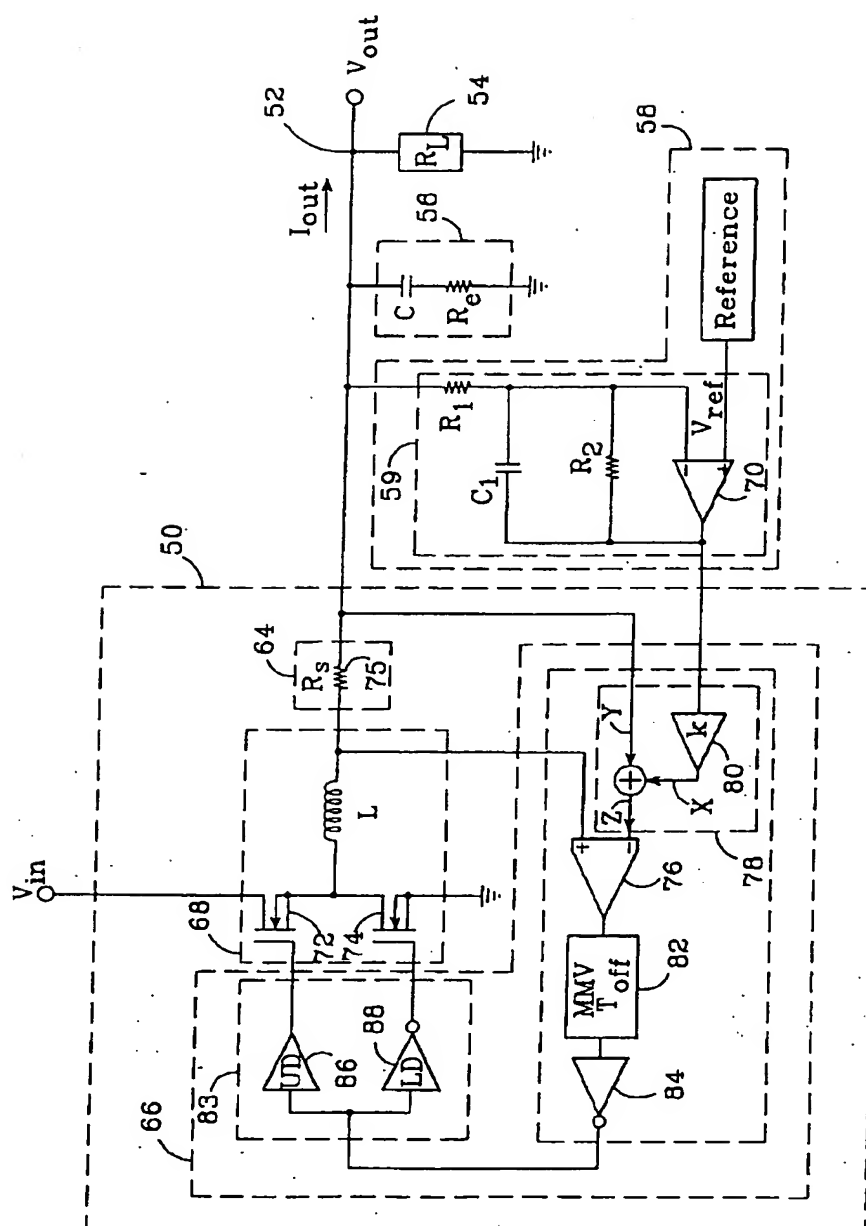 V_in
50
52
I_out
V_out
66
83
68
64
R_s
75
59
58
54
R_L
C
R_e
UD
86
72
L
R_1
58
88
LD
74
C_1
R_2
V_ref
Reference
Y
84
MMV
T_off
82
76
+
−
Z
+
X
k
80
78
−
+
70